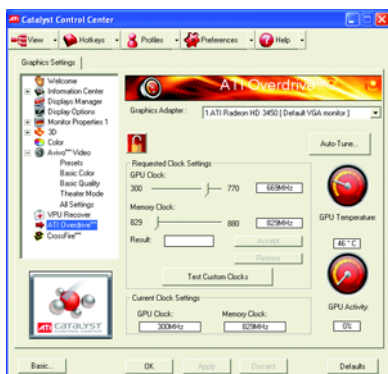 Catalyst Control Center
View Hotkeys Profiles Preferences Help
Graphics Settings
Welcome
Information Center
Displays Manager
Display Options
Monitor Properties 1
3D
Color
Avivo™ Video
Presets
Basic Color
Basic Quality
Theater Mode
All Settings
VPU Recover
ATI Overdrive™
CrossFire™
ATI CATALYST
CONTROL CENTER
ATI Overdrive™
Graphics Adapter :
1.ATI Radeon HD 3450 [ Default VGA monitor ]
Auto-Tune...
Requested Clock Settings
GPU Clock:
300 770 669MHz
Memory Clock:
829 880 829MHz
Result: Accept
Restore
Test Custom Clocks
GPU Temperature:
46 ° C
GPU Activity:
0%
Current Clock Settings
GPU Clock: Memory Clock:
300MHz 829MHz
Basic... OK Apply Discard Defaults